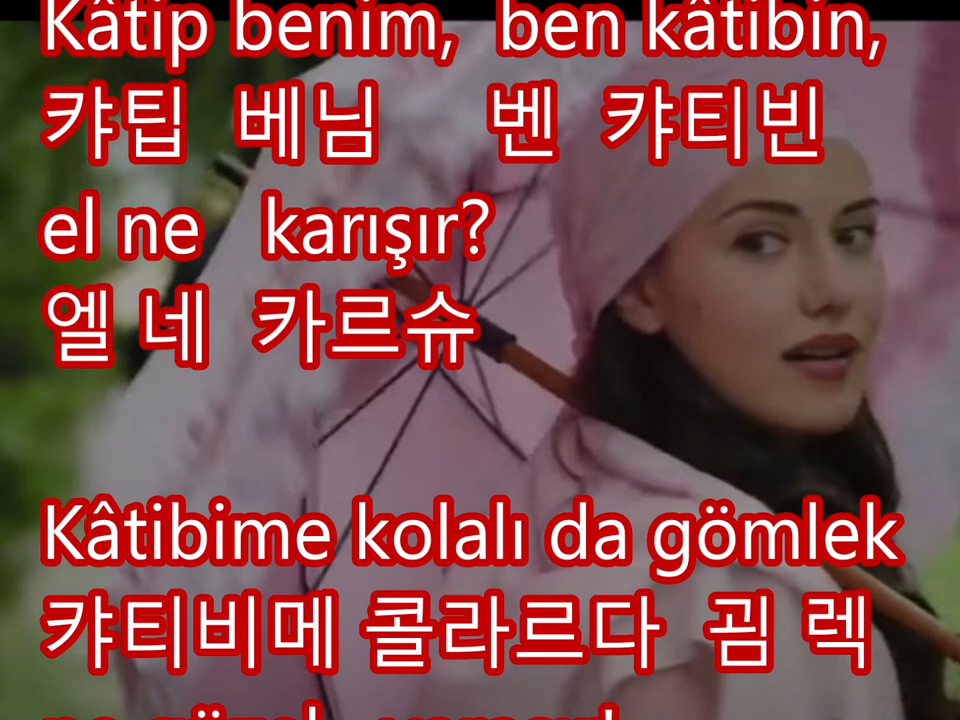 Kâtip benim, ben kâtibin,
캬팁 베님 벤 캬티빈
el ne karışır?
엘 네 카르슈
Kâtibime kolalı da gömlek
캬티비메 콜라르다 굄 렉